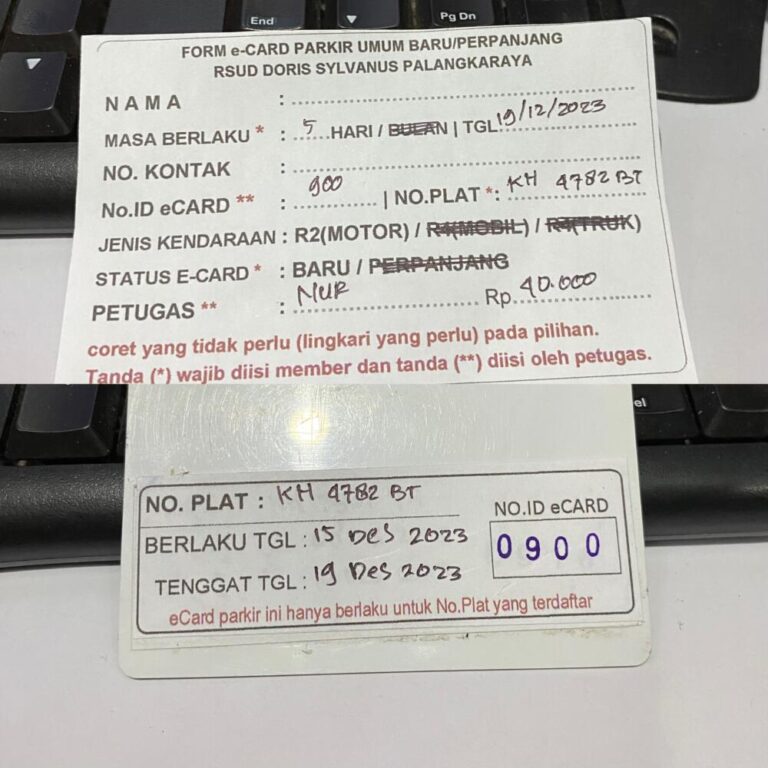 End
Pg Dn
FORM e-CARD PARKIR UMUM BARU/PERPANJANG
RSUD DORIS SYLVANUS PALANGKARAYA
NAMA : 
MASA BERLAKU * : 5 HARI / BULAN | TGL. 19/12/2023
NO. KONTAK : 
No.ID eCARD ** : 900 | NO.PLAT *: KH 4782 BT
JENIS KENDARAAN : R2(MOTOR) / R4(MOBIL) / R4(TRUK)
STATUS E-CARD * : BARU / PERPANJANG
PETUGAS ** : NUR Rp. 40.000
coret yang tidak perlu (lingkari yang perlu) pada pilihan.
Tanda (*) wajib diisi member dan tanda (**) diisi oleh petugas.
el
NO. PLAT : KH 4782 BT
NO.ID eCARD
BERLAKU TGL : 15 DES 2023
0900
TENGGAT TGL : 19 Des 2023
eCard parkir ini hanya berlaku untuk No.Plat yang terdaftar